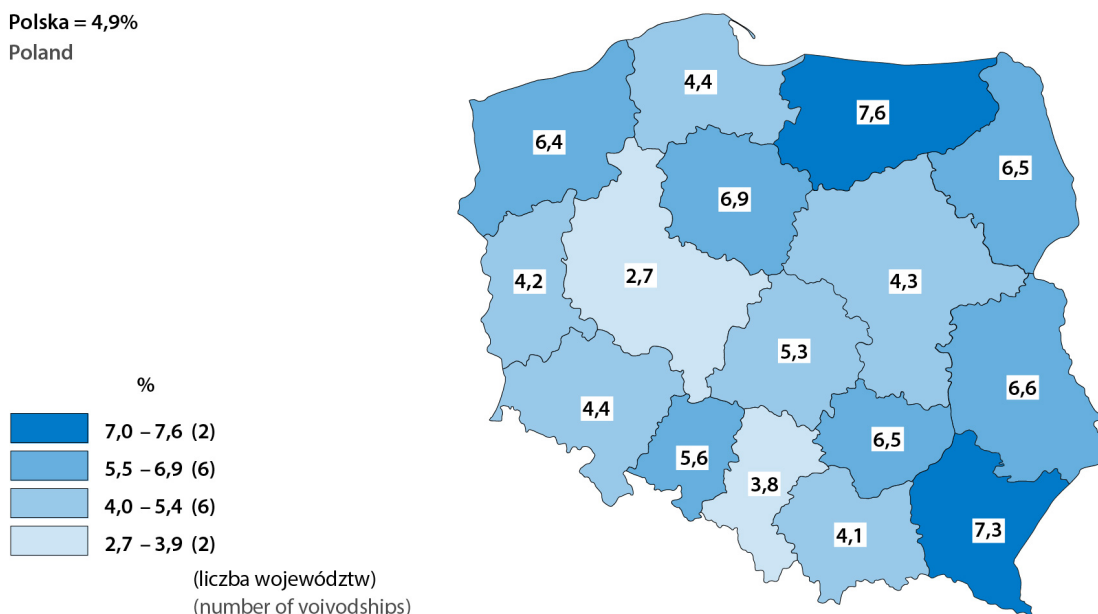 Polska = 4,9%
Poland
4,4
7,6
6,4
6,5
6,9
4,2
2,7
4,3
5,3
6,6
4,4
6,5
5,6
3,8
4,1
7,3
%
7,0 – 7,6 (2)
5,5 – 6,9 (6)
4,0 – 5,4 (6)
2,7 – 3,9 (2)
(liczba województw)
(number of voivodships)